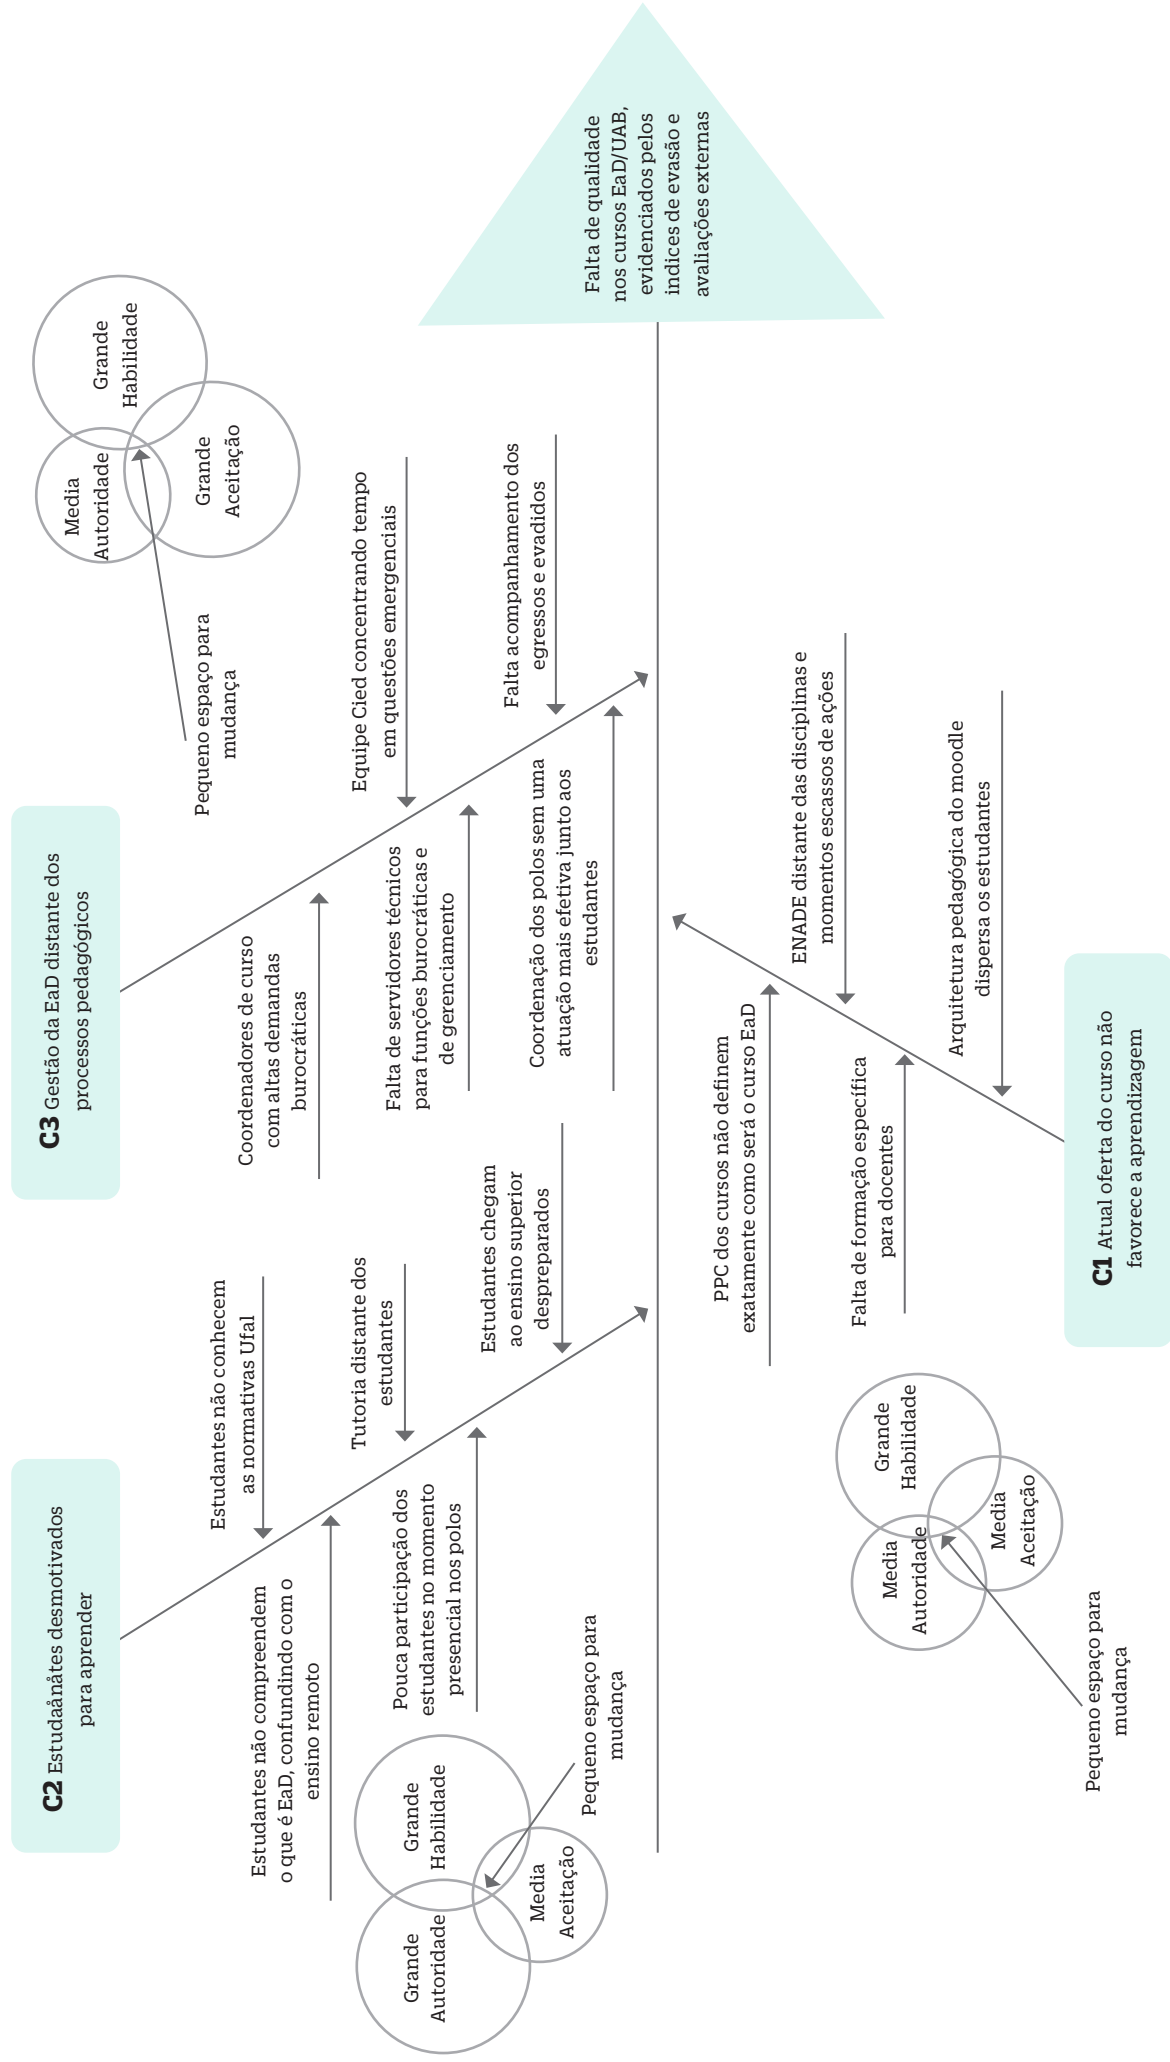 C2 Estudaånåtes desmotivados
para aprender
Estudantes não conhecem
as normativas Ufal
Estudantes não compreendem
o que é EaD, confundindo com o
ensino remoto
Tutoria distante dos
estudantes
Pouca participação dos
estudantes no momento
presencial nos polos
Estudantes chegam
ao ensino superior
despreparados
Grande
Autoridade
Grande
Habilidade
Media
Aceitação
Pequeno espaço para
mudança
C3 Gestão da EaD distante dos
processos pedagógicos
Coordenadores de curso
com altas demandas
burocráticas
Equipe Cied concentrando tempo
em questões emergenciais
Falta de servidores técnicos
para funções burocráticas e
de gerenciamento
Falta acompanhamento dos
egressos e evadidos
Coordenação dos polos sem uma
atuação mais efetiva junto aos
estudantes
Pequeno espaço para
mudança
Media
Autoridade
Grande
Habilidade
Grande
Aceitação
Falta de qualidade
nos cursos EaD/UAB,
evidenciados pelos
indices de evasão e
avaliações externas
PPC dos cursos não definem
exatamente como será o curso EaD
ENADE distante das disciplinas e
momentos escassos de ações
Falta de formação específica
para docentes
Arquitetura pedagógica do moodle
dispersa os estudantes
C1 Atual oferta do curso não
favorece a aprendizagem
Media
Autoridade
Grande
Habilidade
Media
Aceitação
Pequeno espaço para
mudança